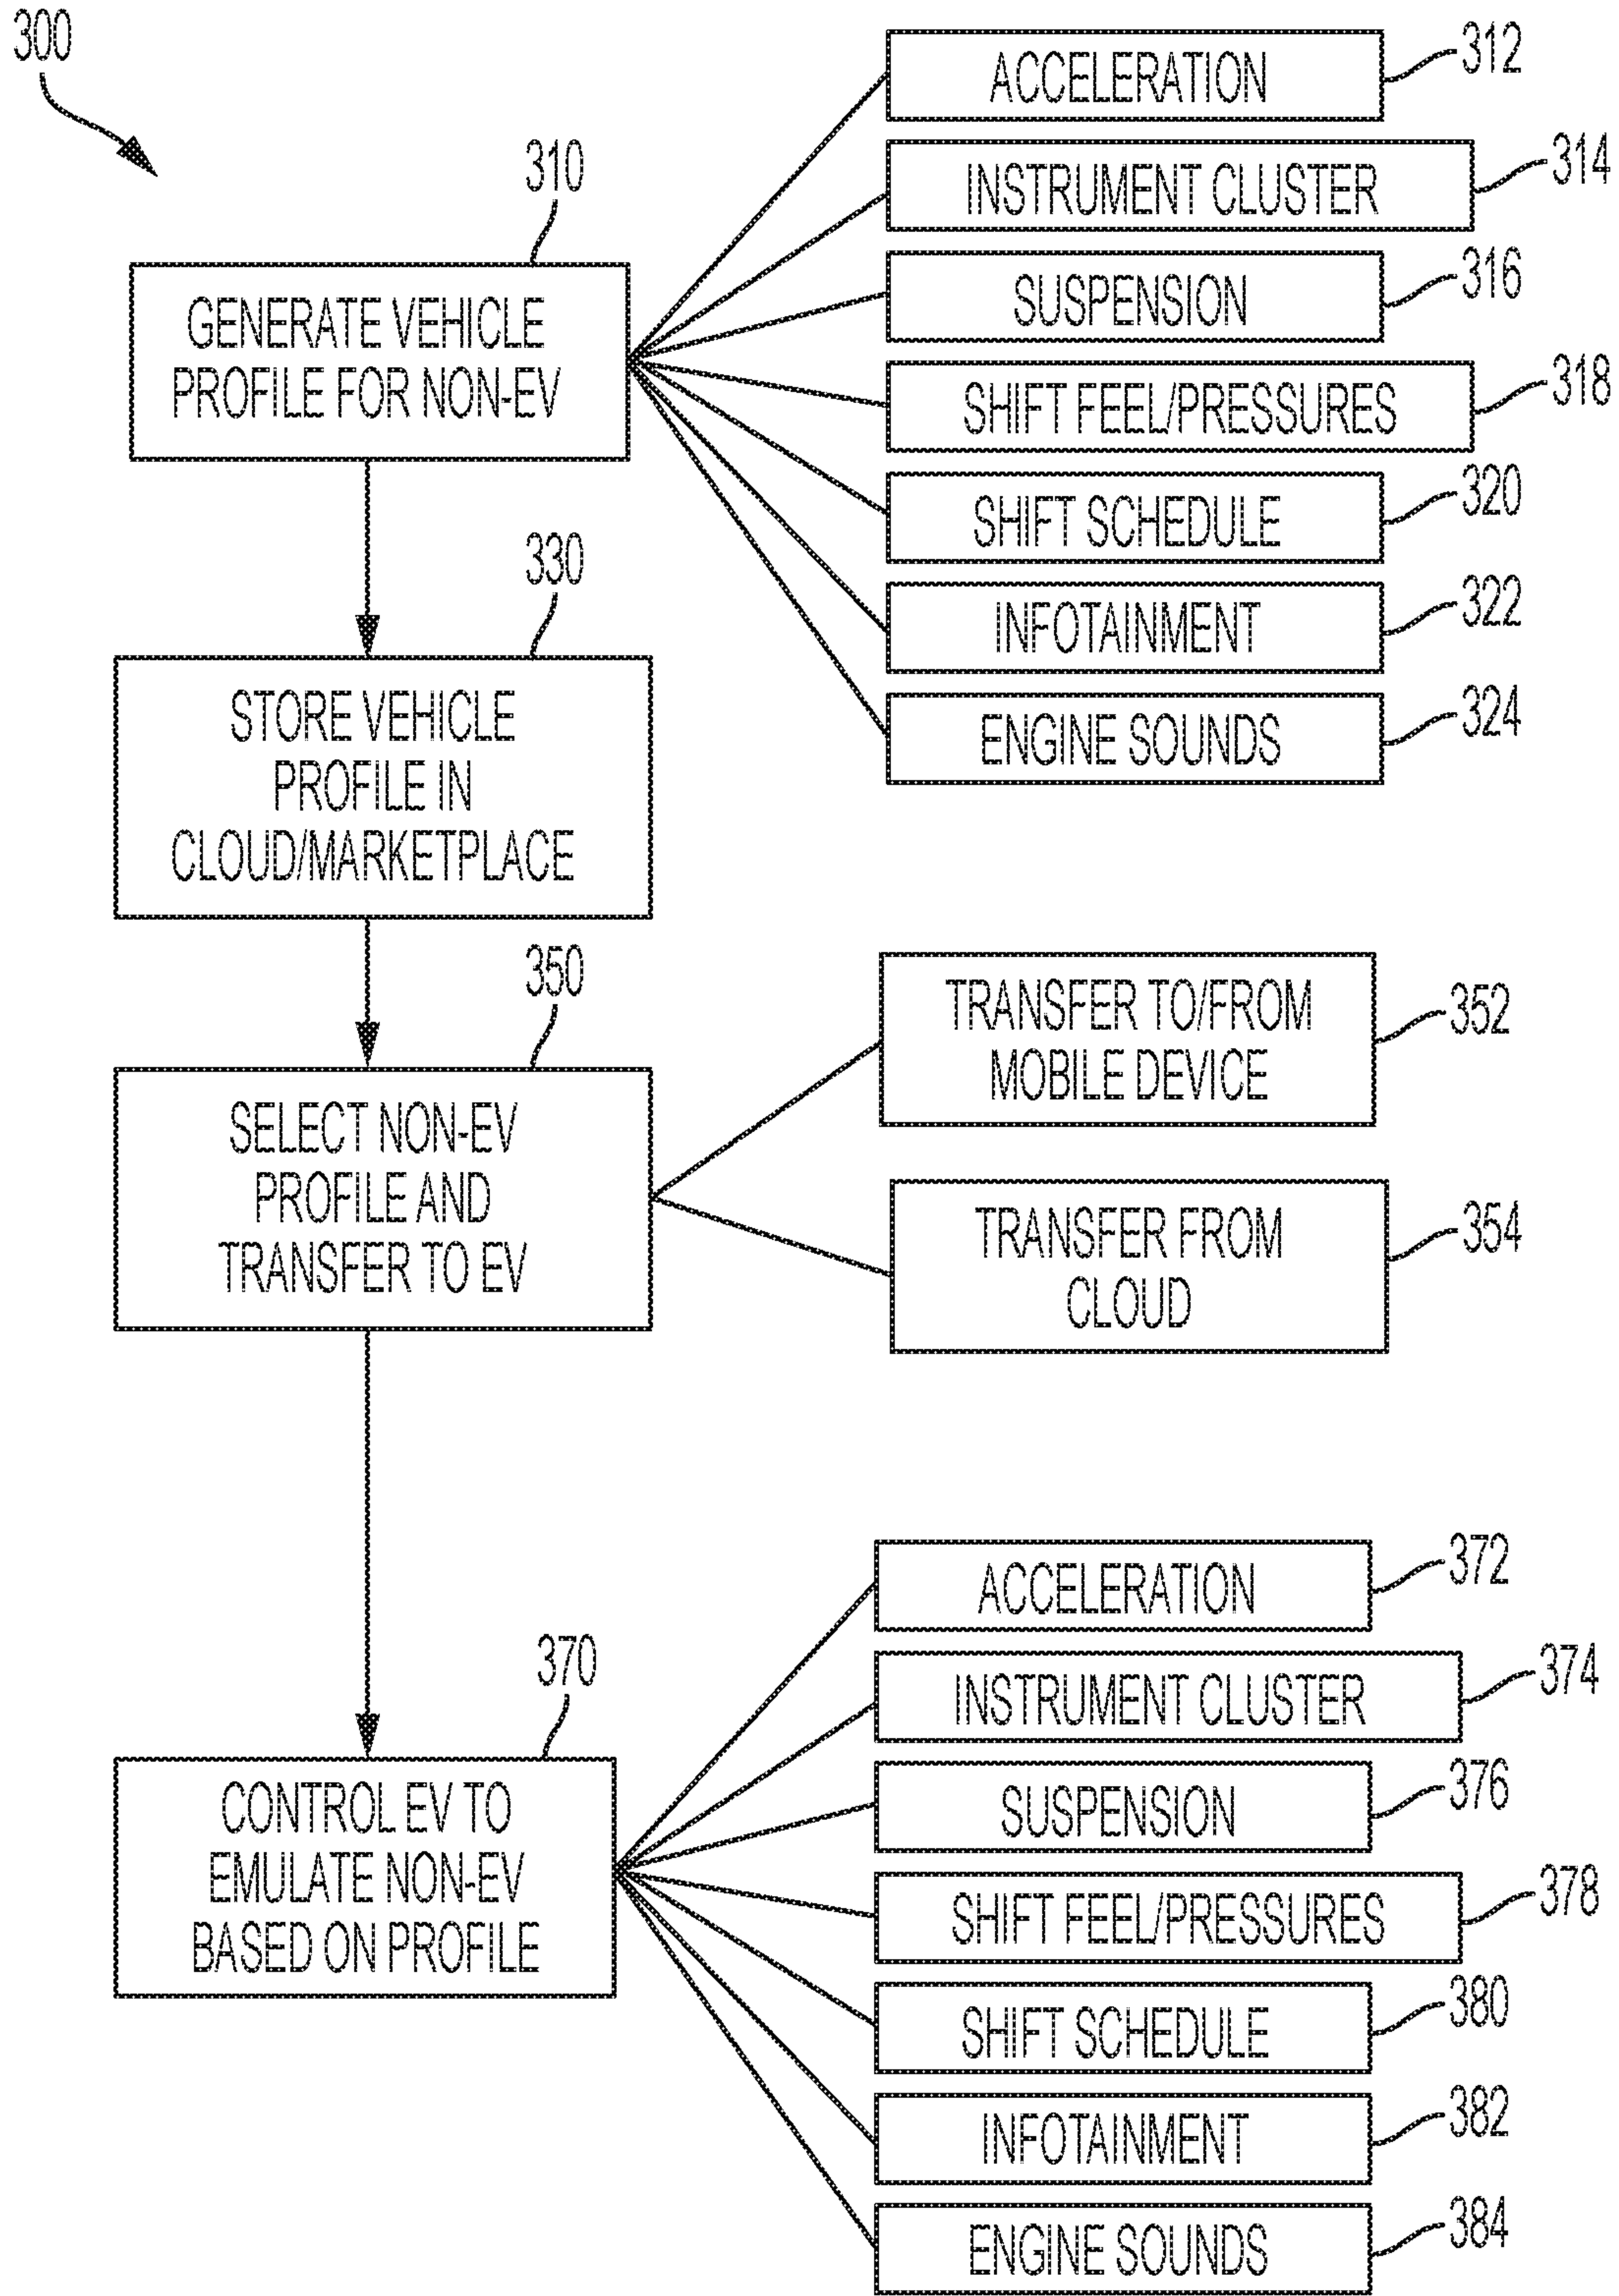 300
310
GENERATE VEHICLE
PROFILE FOR NON-EV
ACCELERATION
312
INSTRUMENT CLUSTER
314
SUSPENSION
316
SHIFT FEEL/PRESSURES
318
SHIFT SCHEDULE
320
INFOTAINMENT
322
ENGINE SOUNDS
324
330
STORE VEHICLE
PROFILE IN
CLOUD/MARKETPLACE
350
SELECT NON-EV
PROFILE AND
TRANSFER TO EV
TRANSFER TO/FROM
MOBILE DEVICE
352
TRANSFER FROM
CLOUD
354
370
CONTROL EV TO
EMULATE NON-EV
BASED ON PROFILE
ACCELERATION
372
INSTRUMENT CLUSTER
374
SUSPENSION
376
SHIFT FEEL/PRESSURES
378
SHIFT SCHEDULE
380
INFOTAINMENT
382
ENGINE SOUNDS
384